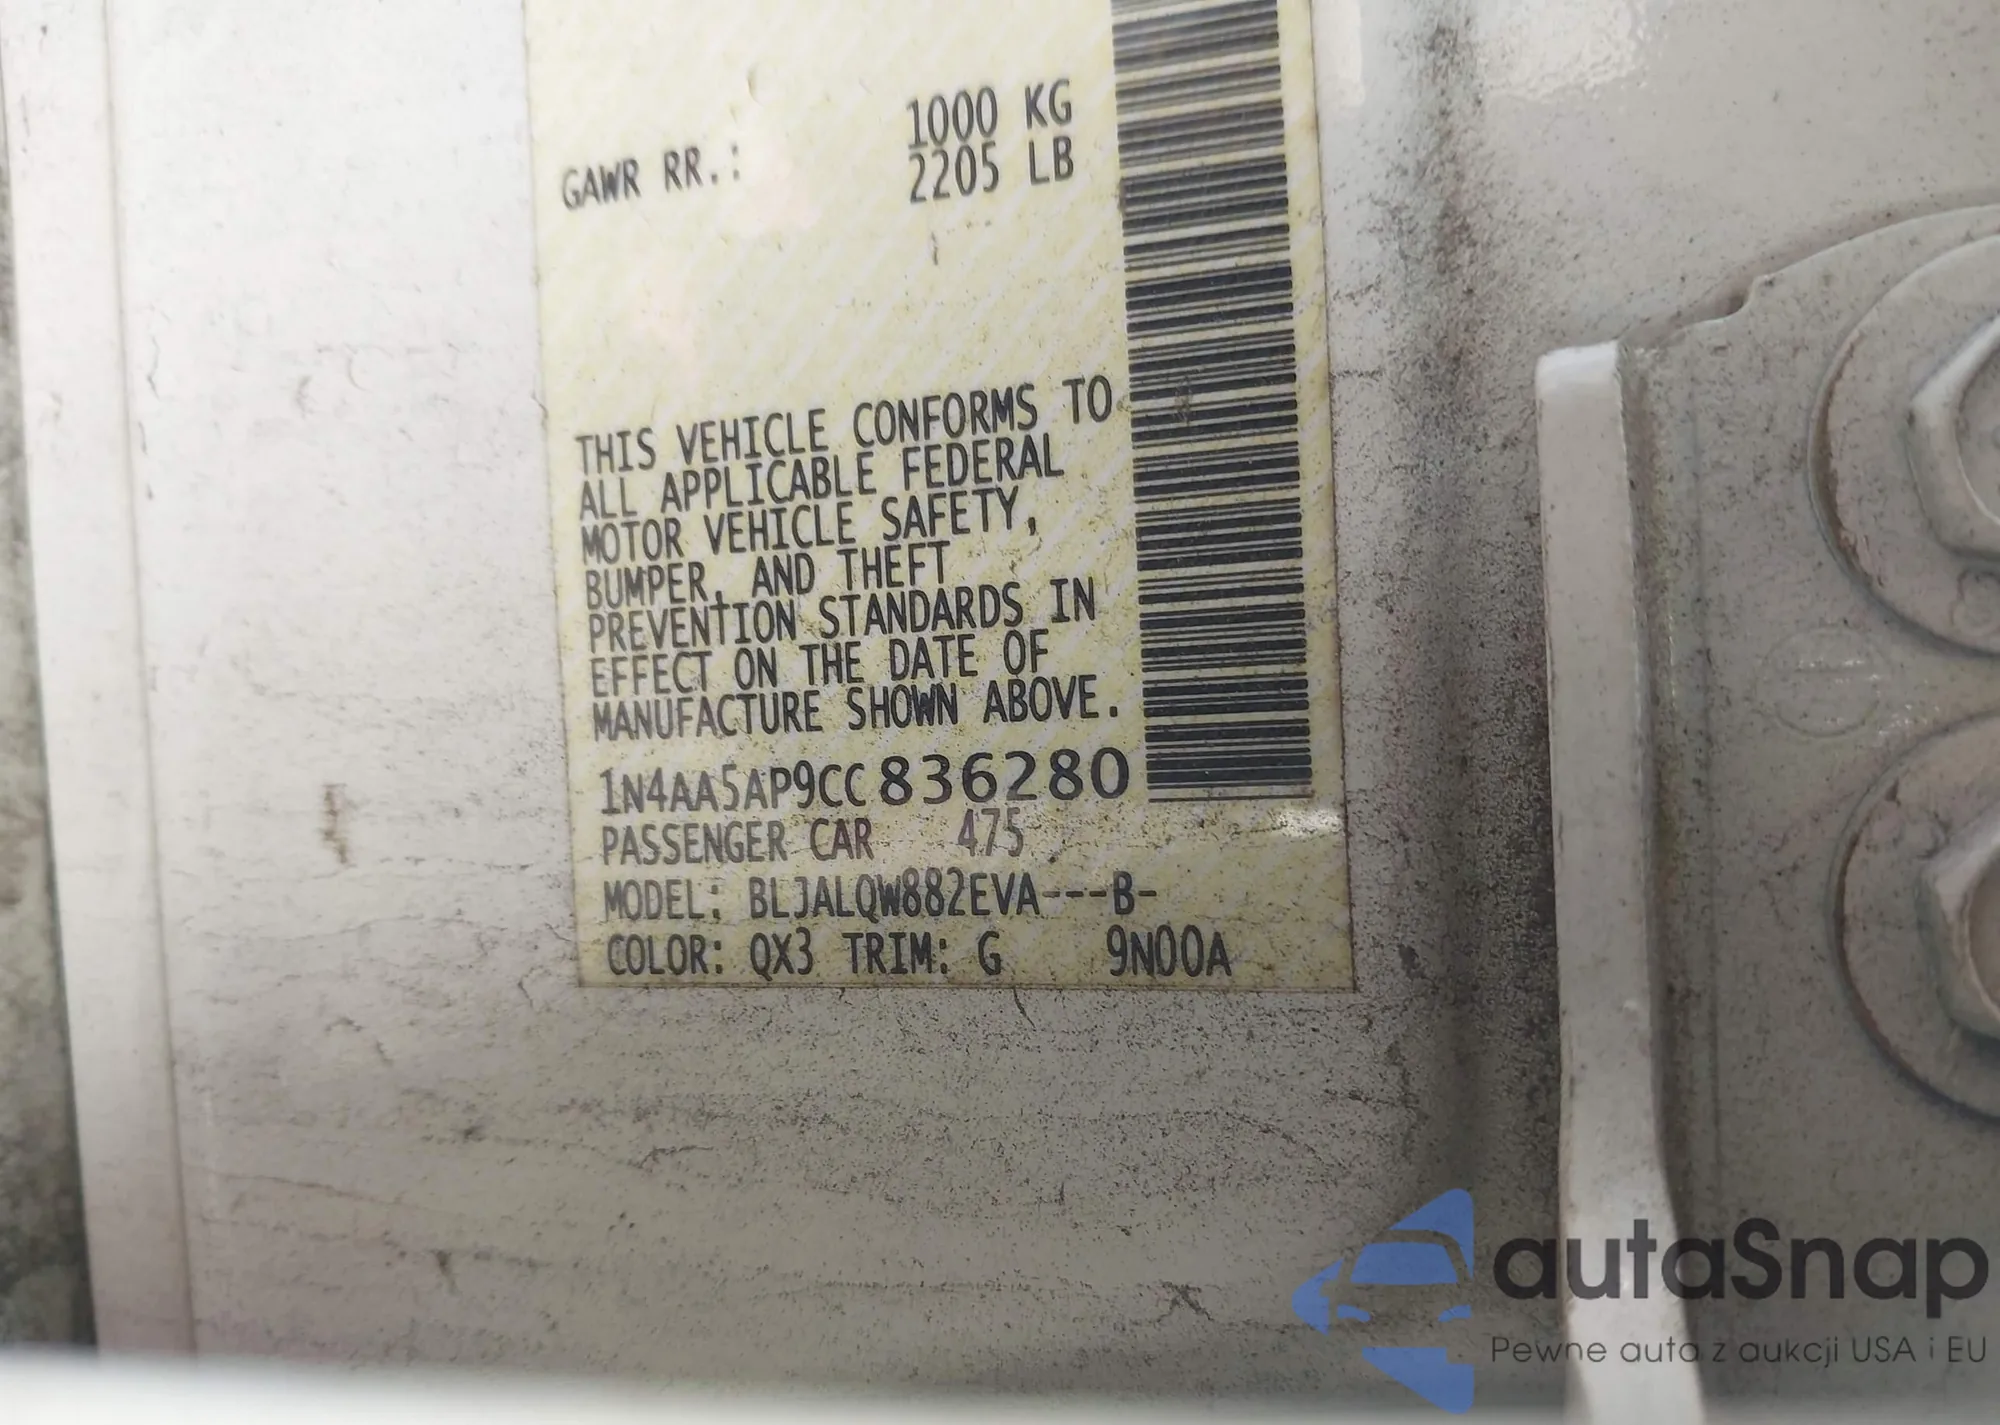 1000 KG
GAWR RR.: 2205 LB
THIS VEHICLE CONFORMS TO
ALL APPLICABLE FEDERAL
MOTOR VEHICLE SAFETY,
BUMPER, AND THEFT
PREVENTION STANDARDS IN
EFFECT ON THE DATE OF
MANUFACTURE SHOWN ABOVE.
1N4AA5AP9CC836280
PASSENGER CAR 475
MODEL: BLJALQW882EVA---B-
COLOR: QX3 TRIM: G 9N00A
autaSnap
Pewne auta z aukcji USA i EU